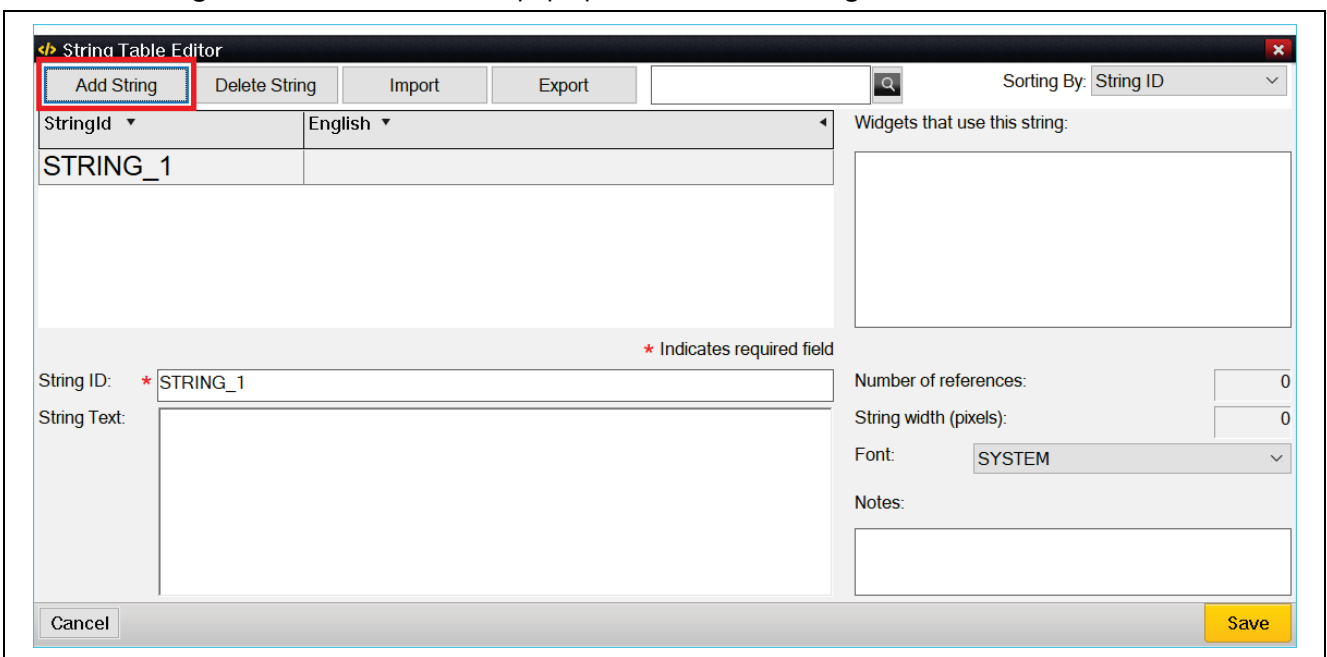 </> String Table Editor
Add String Delete String Import Export Sorting By: String ID
StringId English Widgets that use this string:
STRING_1
* Indicates required field
String ID: * STRING_1 Number of references: 0
String Text: String width (pixels): 0
Font: SYSTEM
Notes:
Cancel Save